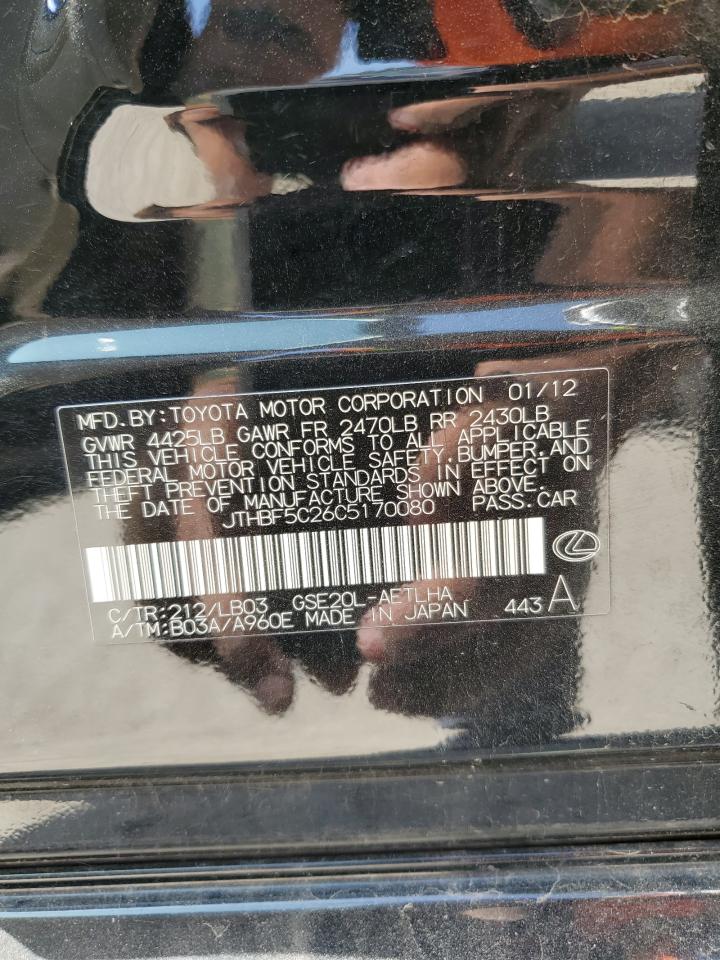 MFD.BY:TOYOTA MOTOR CORPORATION 01/12
GVWR 4425LB GAWR FR 2470LB RR 2430LB
THIS VEHICLE CONFORMS TO ALL APPLICABLE
FEDERAL MOTOR VEHICLE SAFETY,BUMPER,AND
THEFT PREVENTION STANDARDS IN EFFECT ON
THE DATE OF MANUFACTURE SHOWN ABOVE.
JTHBF5C26C5170080 PASS.CAR
C/TR:212/LB03 GSE20L-AETLHA
A/TM:B03A/A960E MADE IN JAPAN 443 A